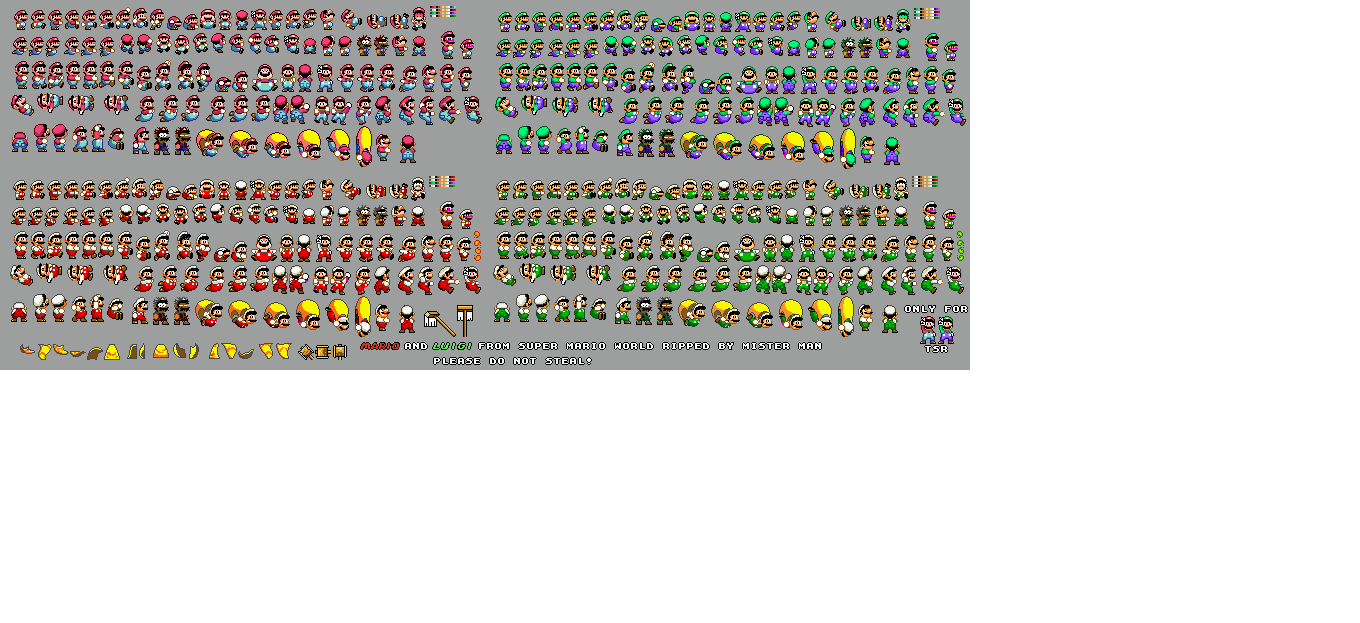 ONLY FOR
TSR
MARIO AND LUIGI FROM SUPER MARIO WORLD RIPPED BY MISTER MAN
PLEASE DO NOT STEAL!